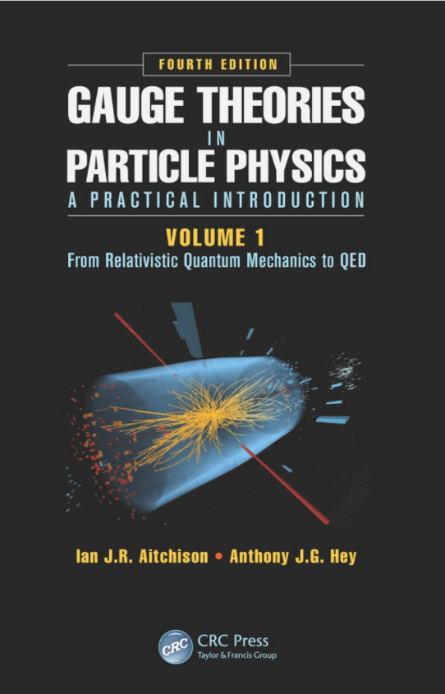 FOURTH EDITION
GAUGE THEORIES
IN
PARTICLE PHYSICS
A PRACTICAL INTRODUCTION
VOLUME 1
From Relativistic Quantum Mechanics to QED
Ian J.R. Aitchison • Anthony J.G. Hey
CRC
CRC Press
Taylor & Francis Group